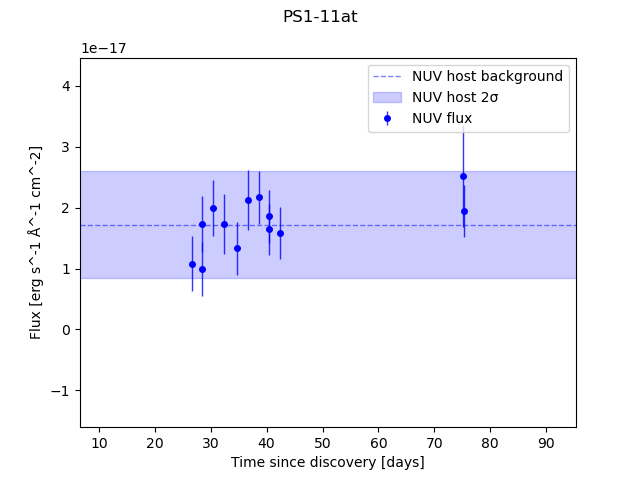 PS1-11at
1e−17
NUV host background
NUV host 2σ
NUV flux
4
3
2
1
0
−1
Flux [erg s^-1 Å^-1 cm^-2]
10 20 30 40 50 60 70 80 90
Time since discovery [days]